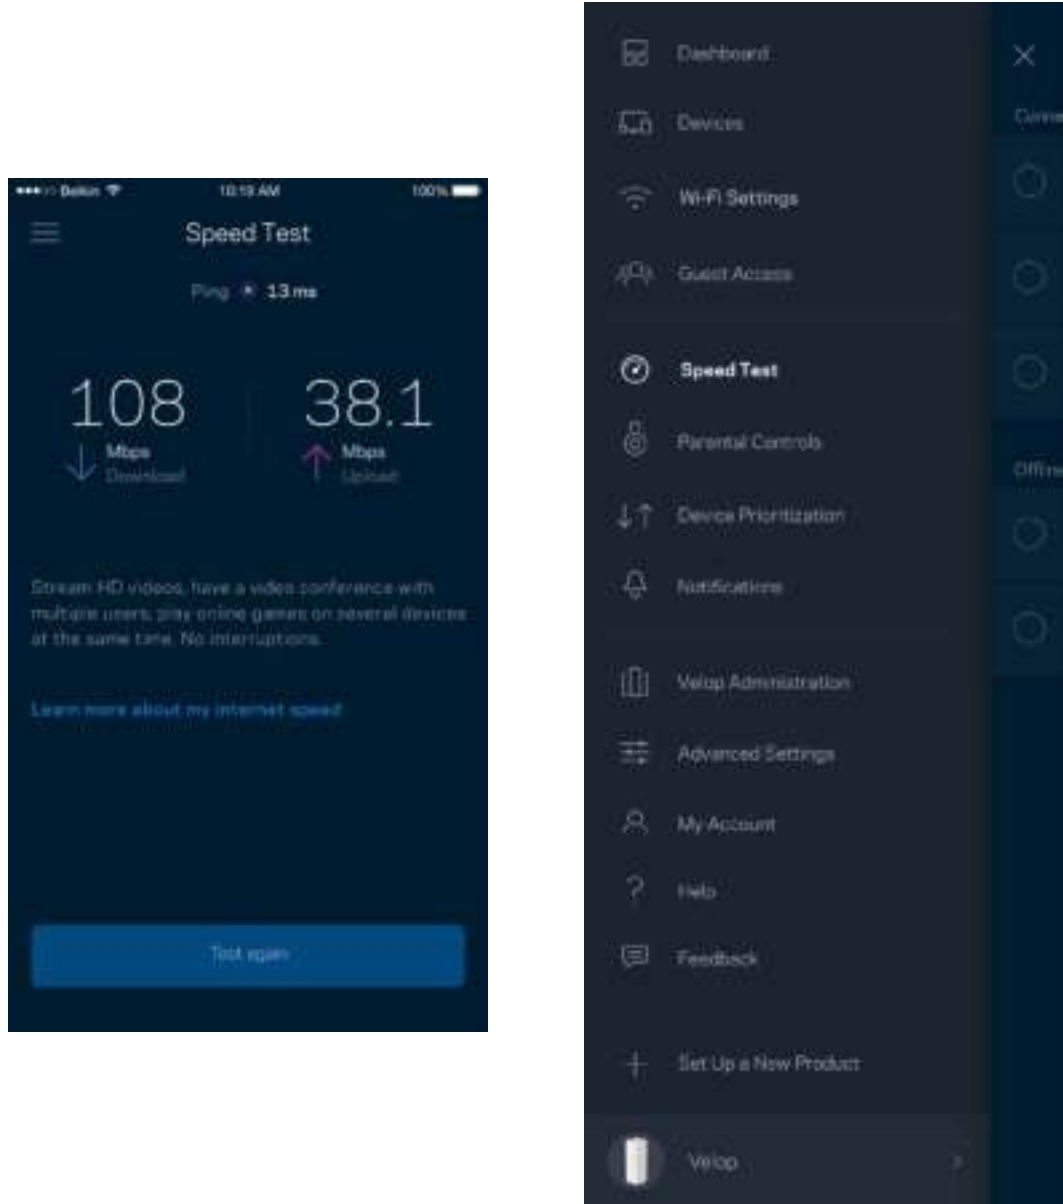 Belkin
10:19 AM
100%
Speed Test
Ping 13 ms
108
Mbps
Download
38.1
Mbps
Upload
Stream HD videos, have a video conference with
multiple users, play online games on several devices
at the same time. No interruptions.
Learn more about my internet speed
Test again
Dashboard
Devices
Wi-Fi Settings
Guest Access
Speed Test
Parental Controls
Device Prioritization
Notifications
Velop Administration
Advanced Settings
My Account
Help
Feedback
Set Up a New Product
Velop
Conne
Offline